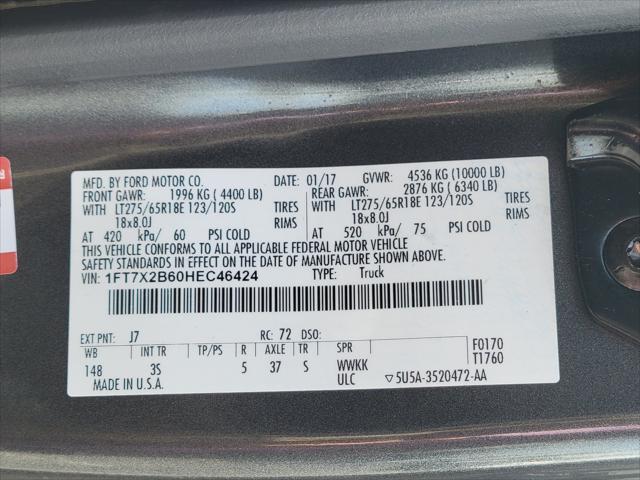 MFD. BY FORD MOTOR CO. DATE: 01/17 GVWR: 4536 KG (10000 LB)
FRONT GAWR: 1996 KG (4400 LB) REAR GAWR: 2876 KG (6340 LB)
WITH LT275/65R18E 123/120S TIRES WITH LT275/65R18E 123/120S TIRES
18x8.0J RIMS 18x8.0J RIMS
AT 420 kPa/ 60 PSI COLD AT 520 kPa/ 75 PSI COLD
THIS VEHICLE CONFORMS TO ALL APPLICABLE FEDERAL MOTOR VEHICLE
SAFETY STANDARDS IN EFFECT ON THE DATE OF MANUFACTURE SHOWN ABOVE.
VIN: 1FT7X2B60HEC46424 TYPE: Truck
EXT PNT: J7 RC: 72 DSO: F0170
WB INT TR TP/PS R AXLE TR SPR T1760
148 3S 5 37 S WWKK
MADE IN U.S.A. ULC ▽5U5A-3520472-AA